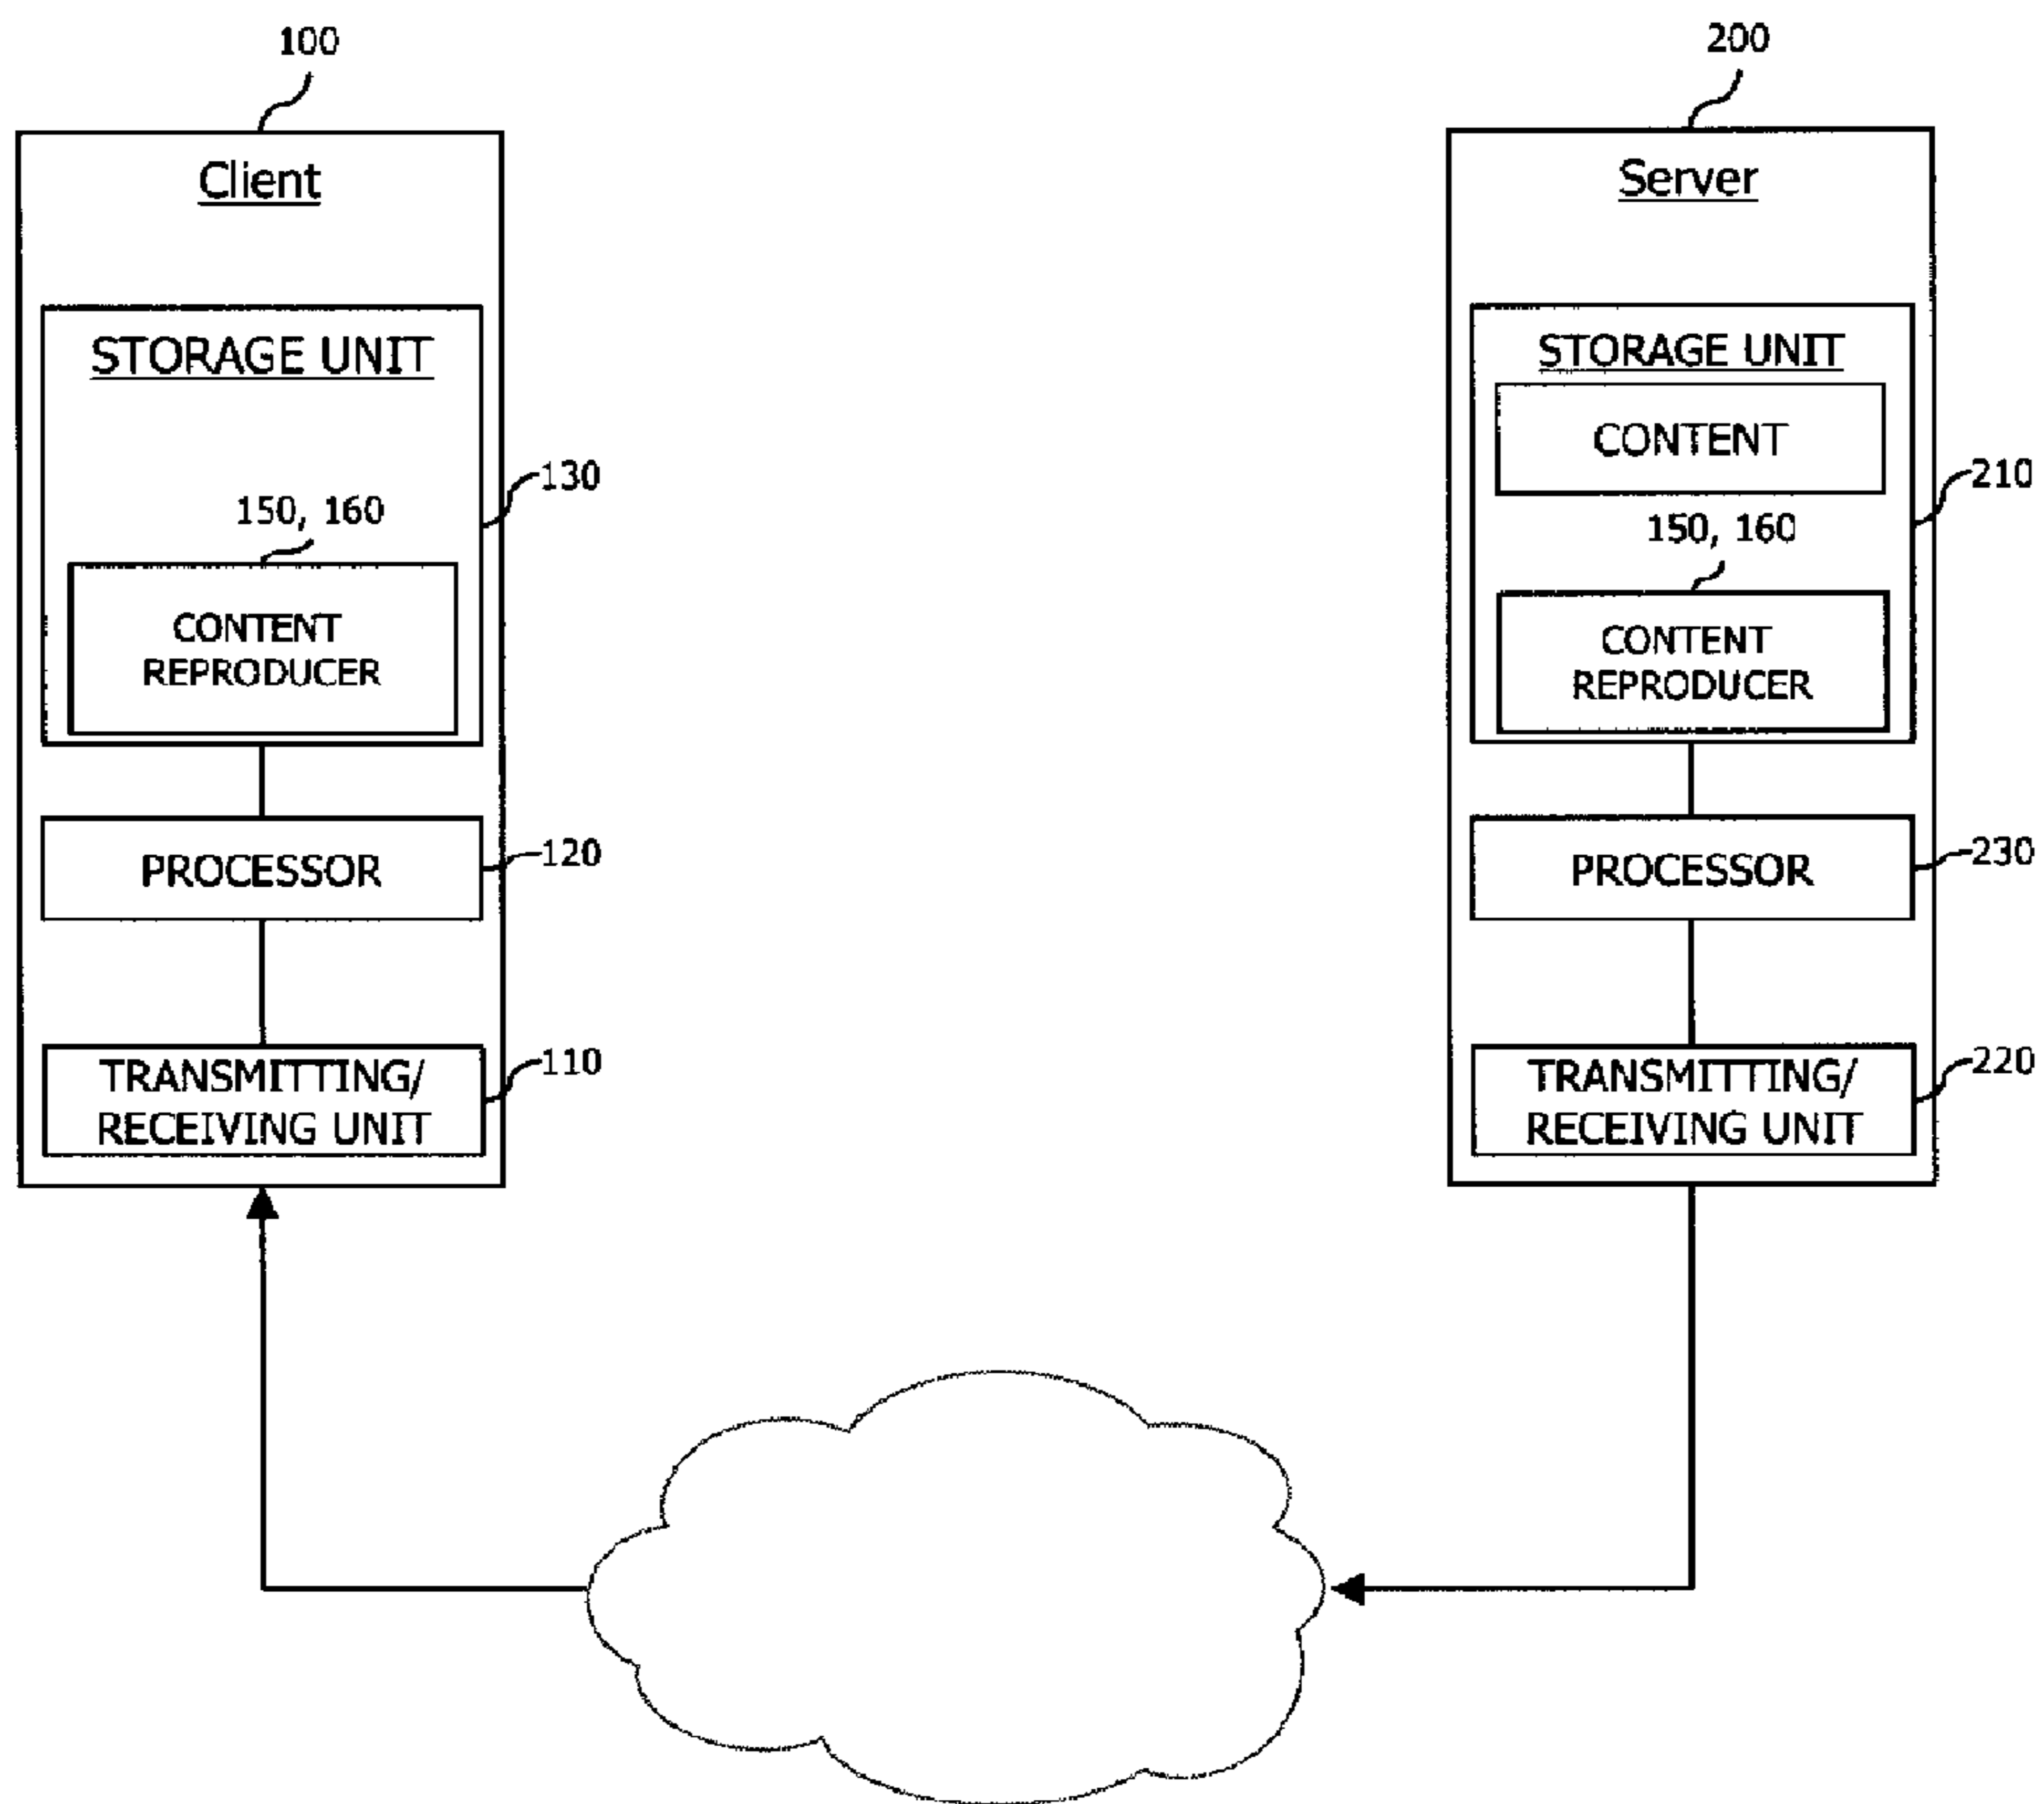 100
Client
STORAGE UNIT
130
150, 160
CONTENT
REPRODUCER
PROCESSOR
120
TRANSMITTING/
RECEIVING UNIT
110
200
Server
STORAGE UNIT
CONTENT
210
150, 160
CONTENT
REPRODUCER
PROCESSOR
230
TRANSMITTING/
RECEIVING UNIT
220